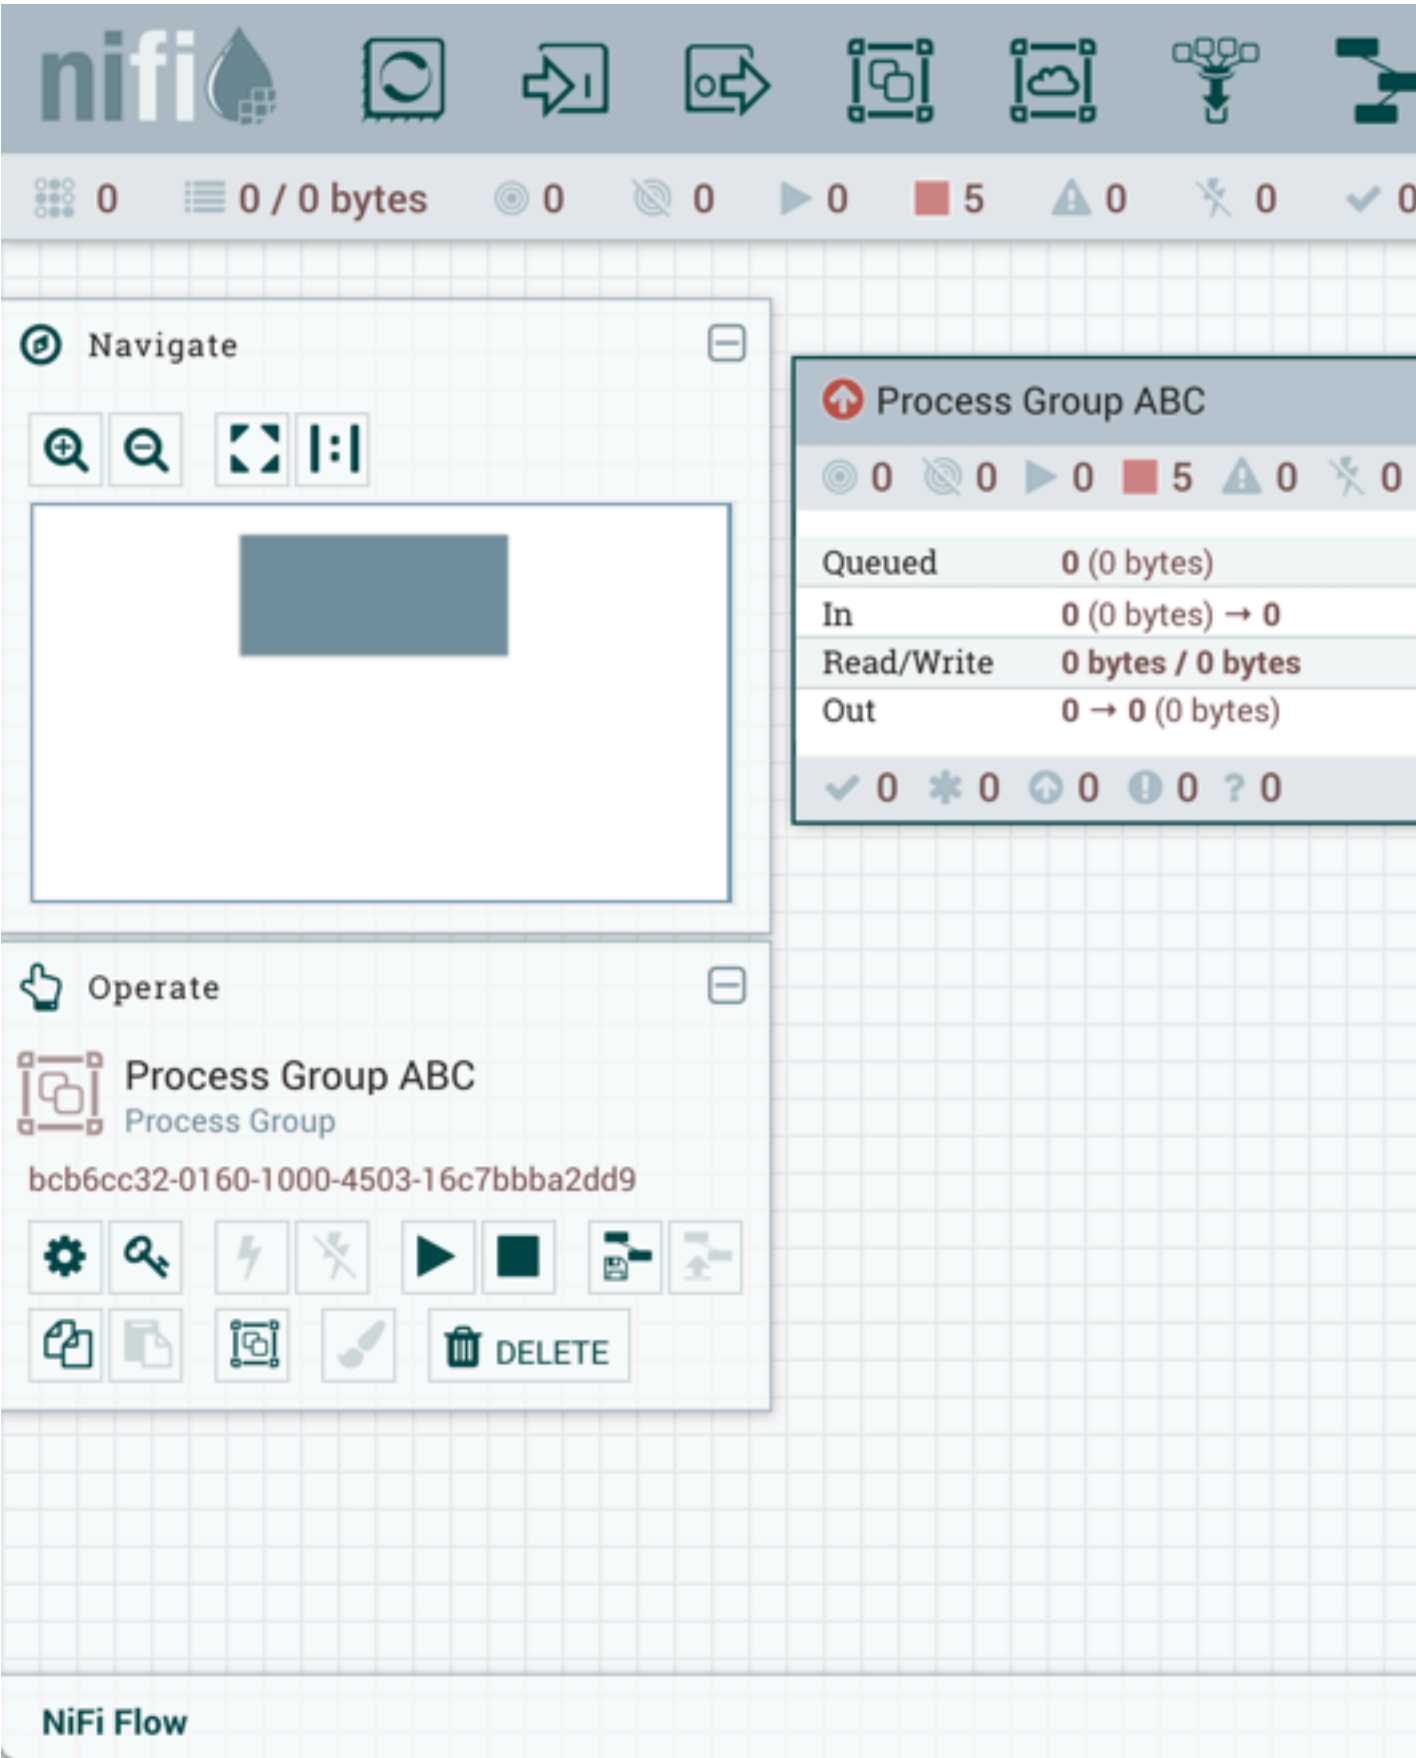 nifi
0 0 / 0 bytes 0 0 0 5 0 0 0
Navigate
Process Group ABC
0 0 0 5 0 0
Queued 0 (0 bytes)
In 0 (0 bytes) → 0
Read/Write 0 bytes / 0 bytes
Out 0 → 0 (0 bytes)
0 0 0 0 ? 0
Operate
Process Group ABC
Process Group
bcb6cc32-0160-1000-4503-16c7bbba2dd9
DELETE
NiFi Flow